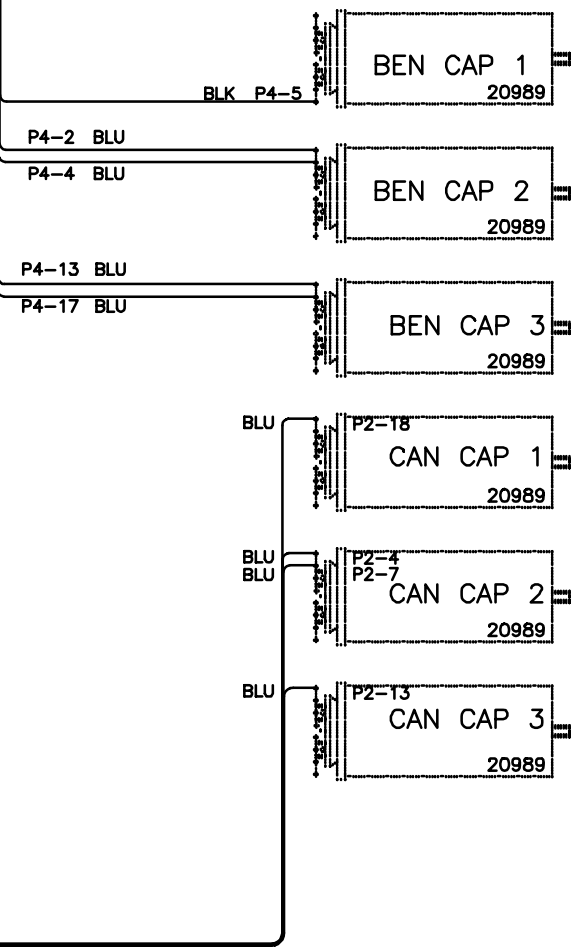 BEN CAP 1
20989
BLK P4-5
P4-2 BLU
P4-4 BLU
BEN CAP 2
20989
P4-13 BLU
P4-17 BLU
BEN CAP 3
20989
BLU P2-18
CAN CAP 1
20989
BLU P2-4
BLU P2-7
CAN CAP 2
20989
BLU P2-13
CAN CAP 3
20989